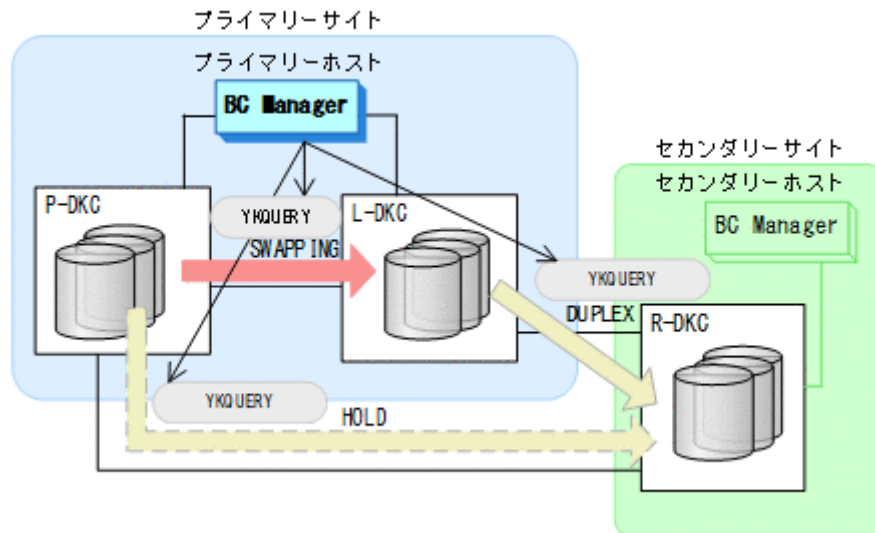 プライマリーサイト
プライマリーホスト
BC Manager
セカンダリーサイト
セカンダリーホスト
P-DKC
YKQUERY
L-DKC
BC Manager
SWAPPING
YKQUERY
DUPLEX
R-DKC
YKQUERY
HOLD